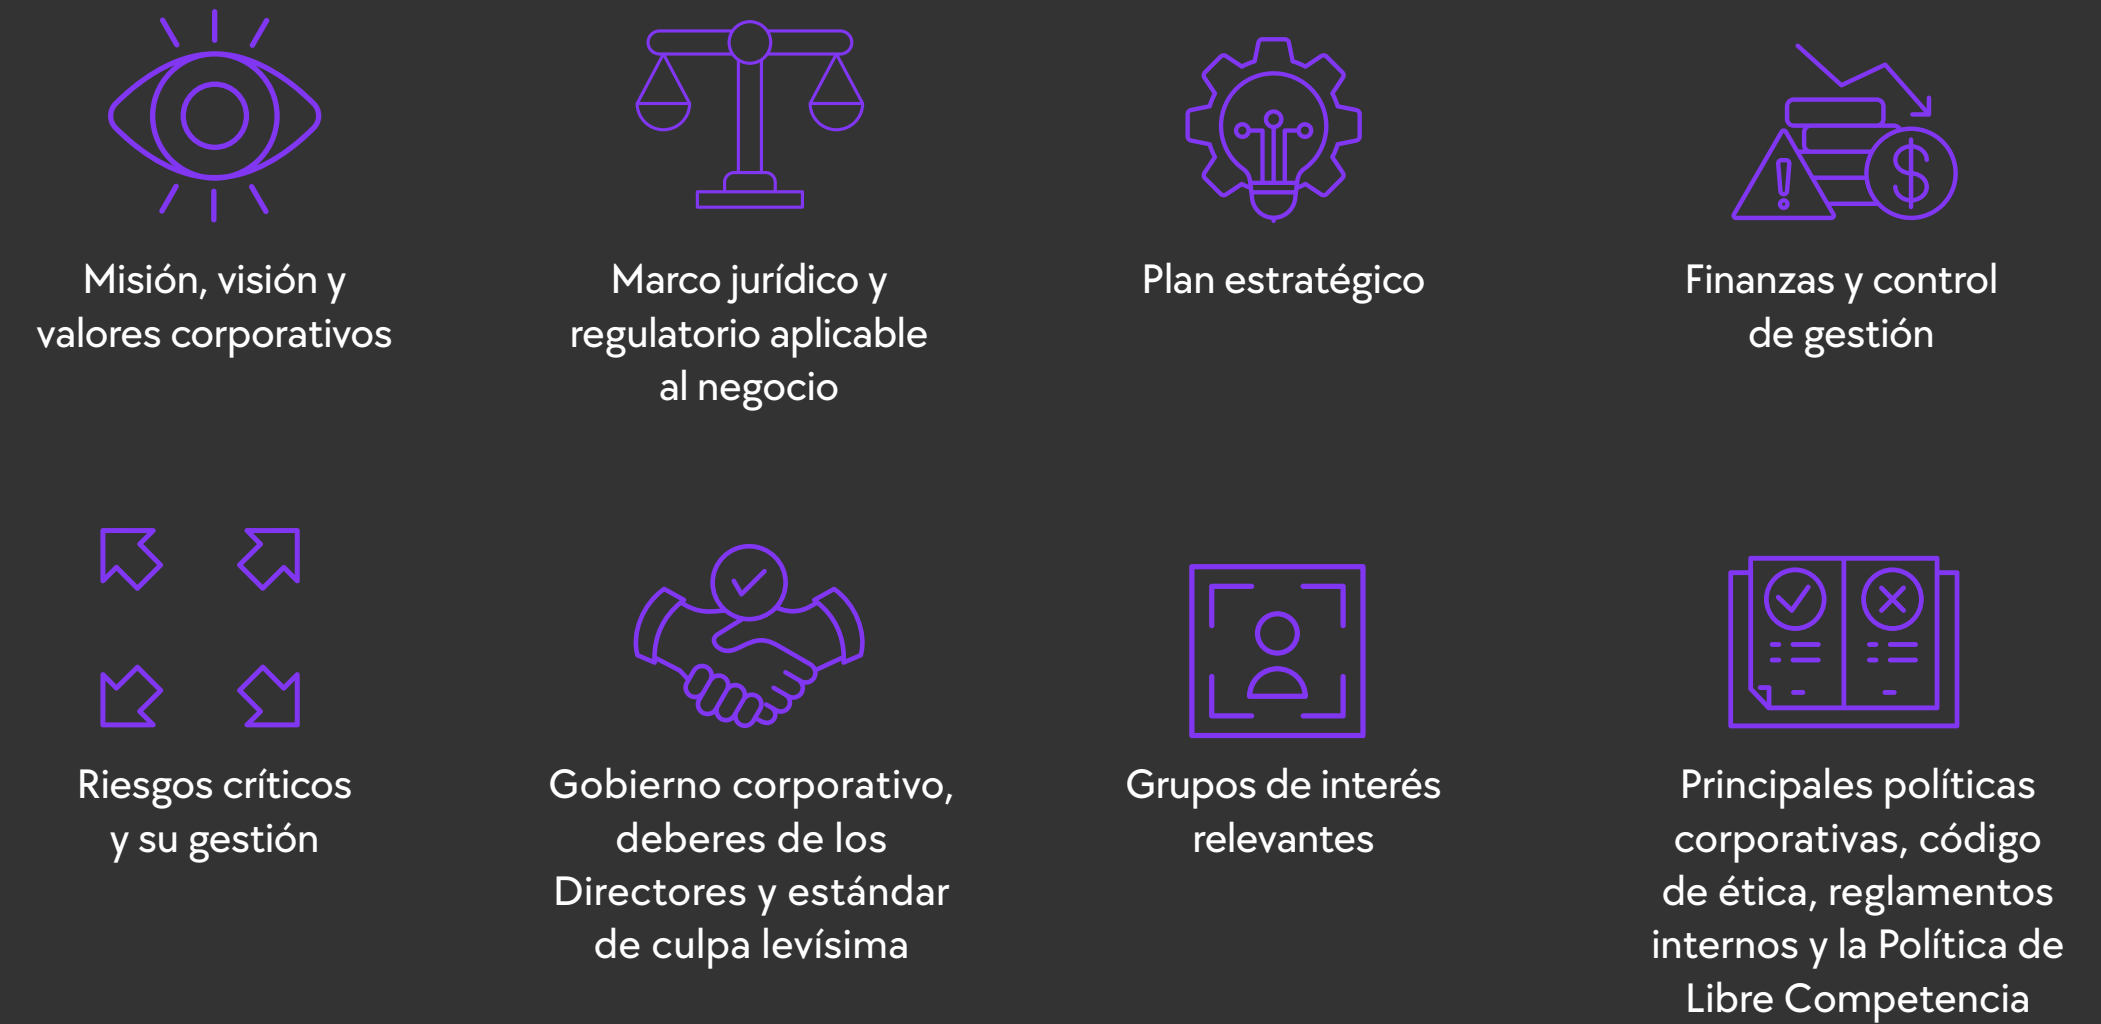 Misión, visión y
valores corporativos
Marco jurídico y
regulatorio aplicable
al negocio
Plan estratégico
Finanzas y control
de gestión
Riesgos críticos
y su gestión
Gobierno corporativo,
deberes de los
Directores y estándar
de culpa levísima
Grupos de interés
relevantes
Principales políticas
corporativas, código
de ética, reglamentos
internos y la Política de
Libre Competencia